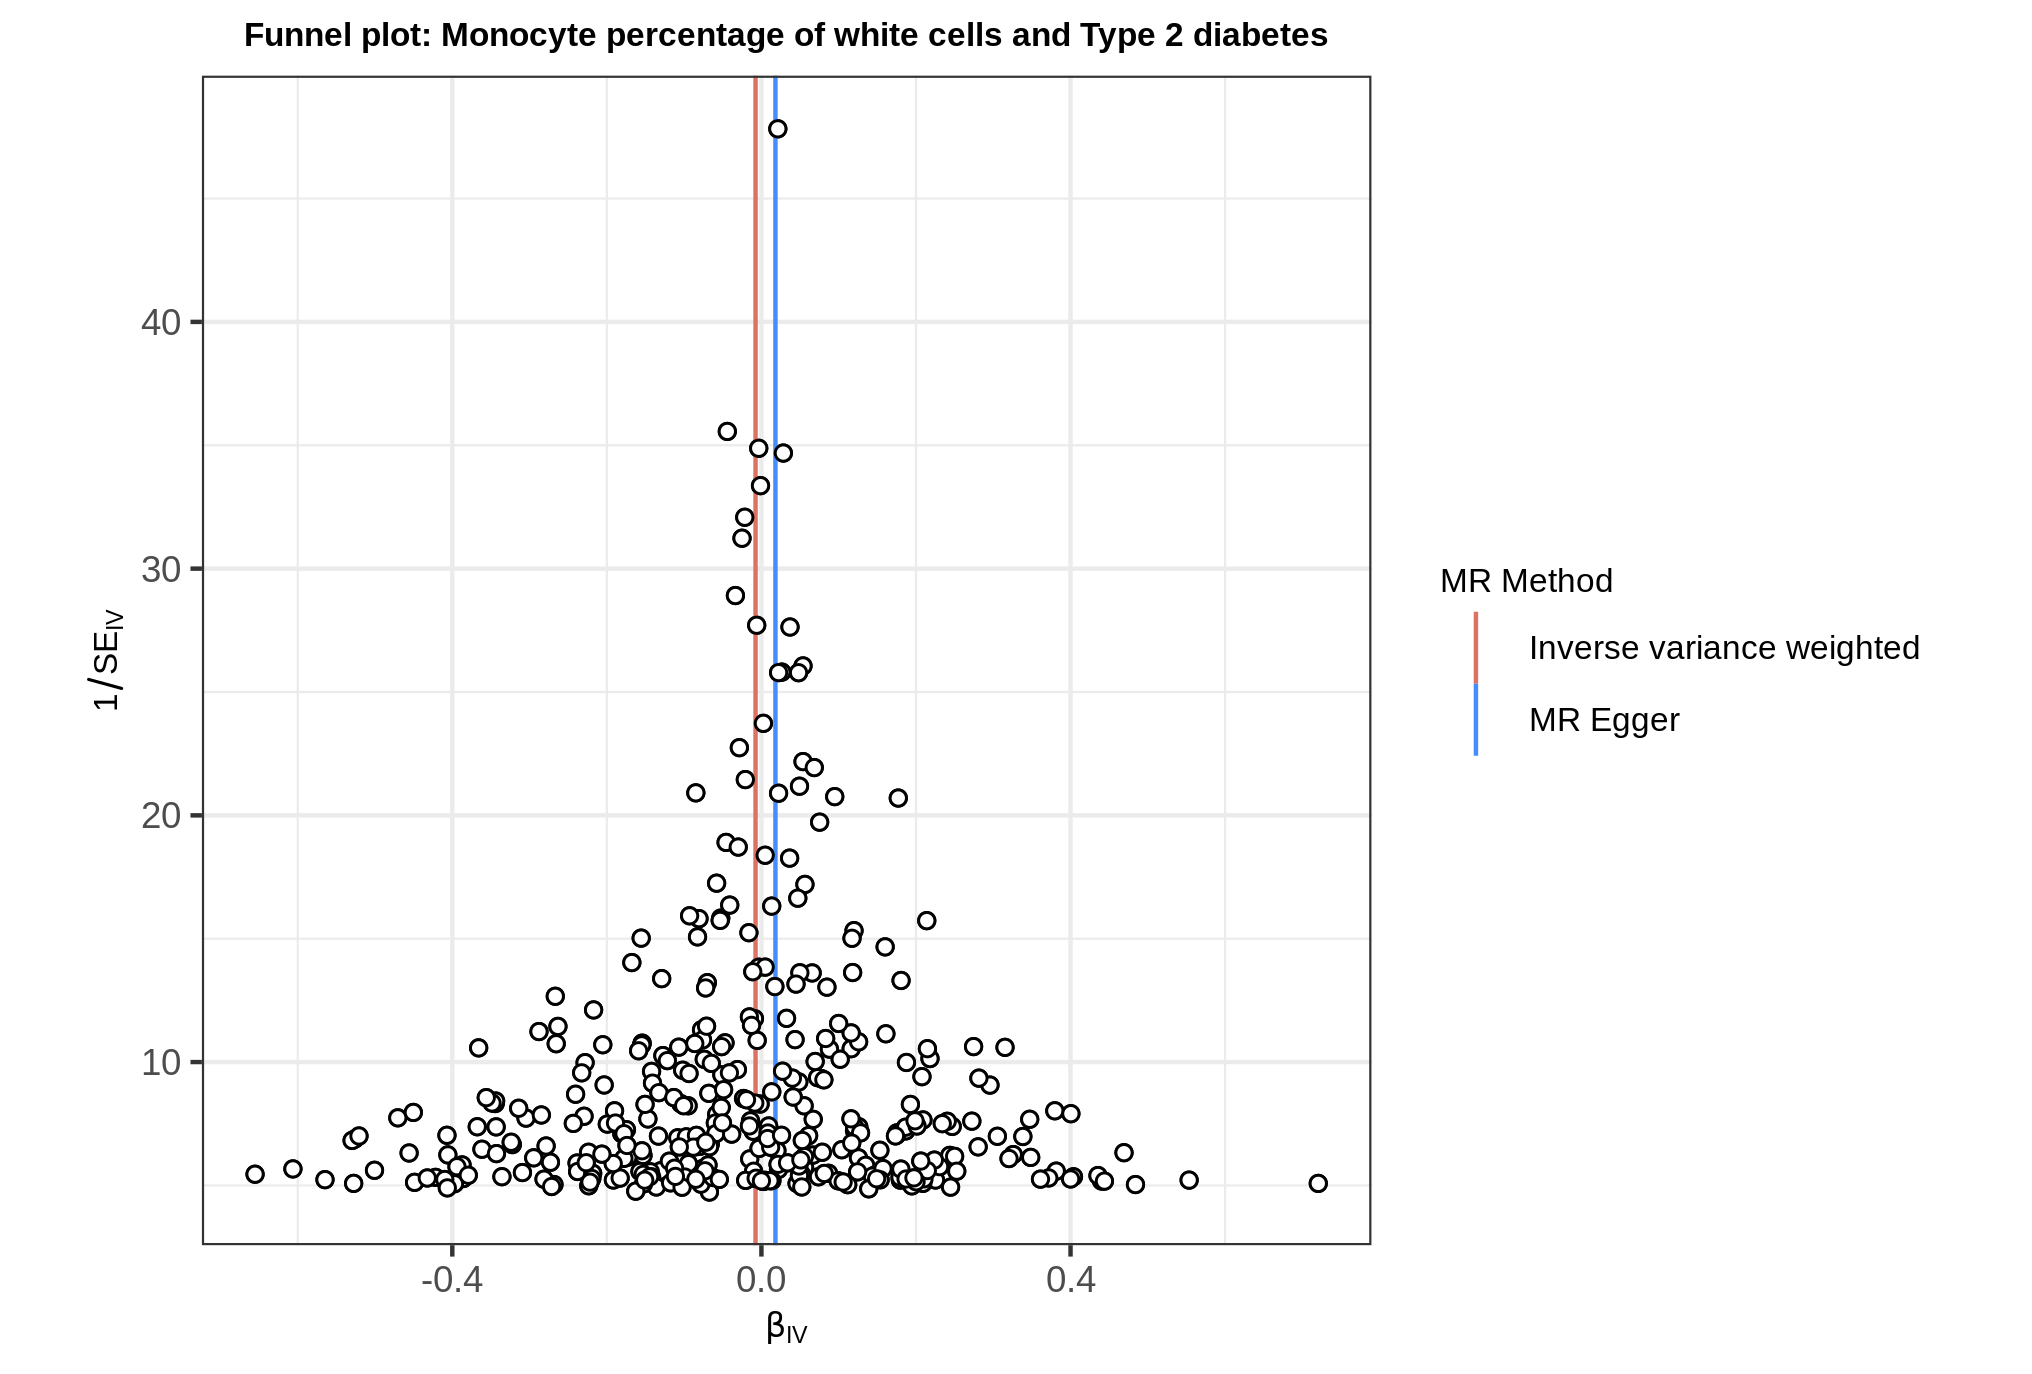 Funnel plot: Monocyte percentage of white cells and Type 2 diabetes
40
30
20
10
1/SE_IV
-0.4
0.0
0.4
β_IV
MR Method
Inverse variance weighted
MR Egger